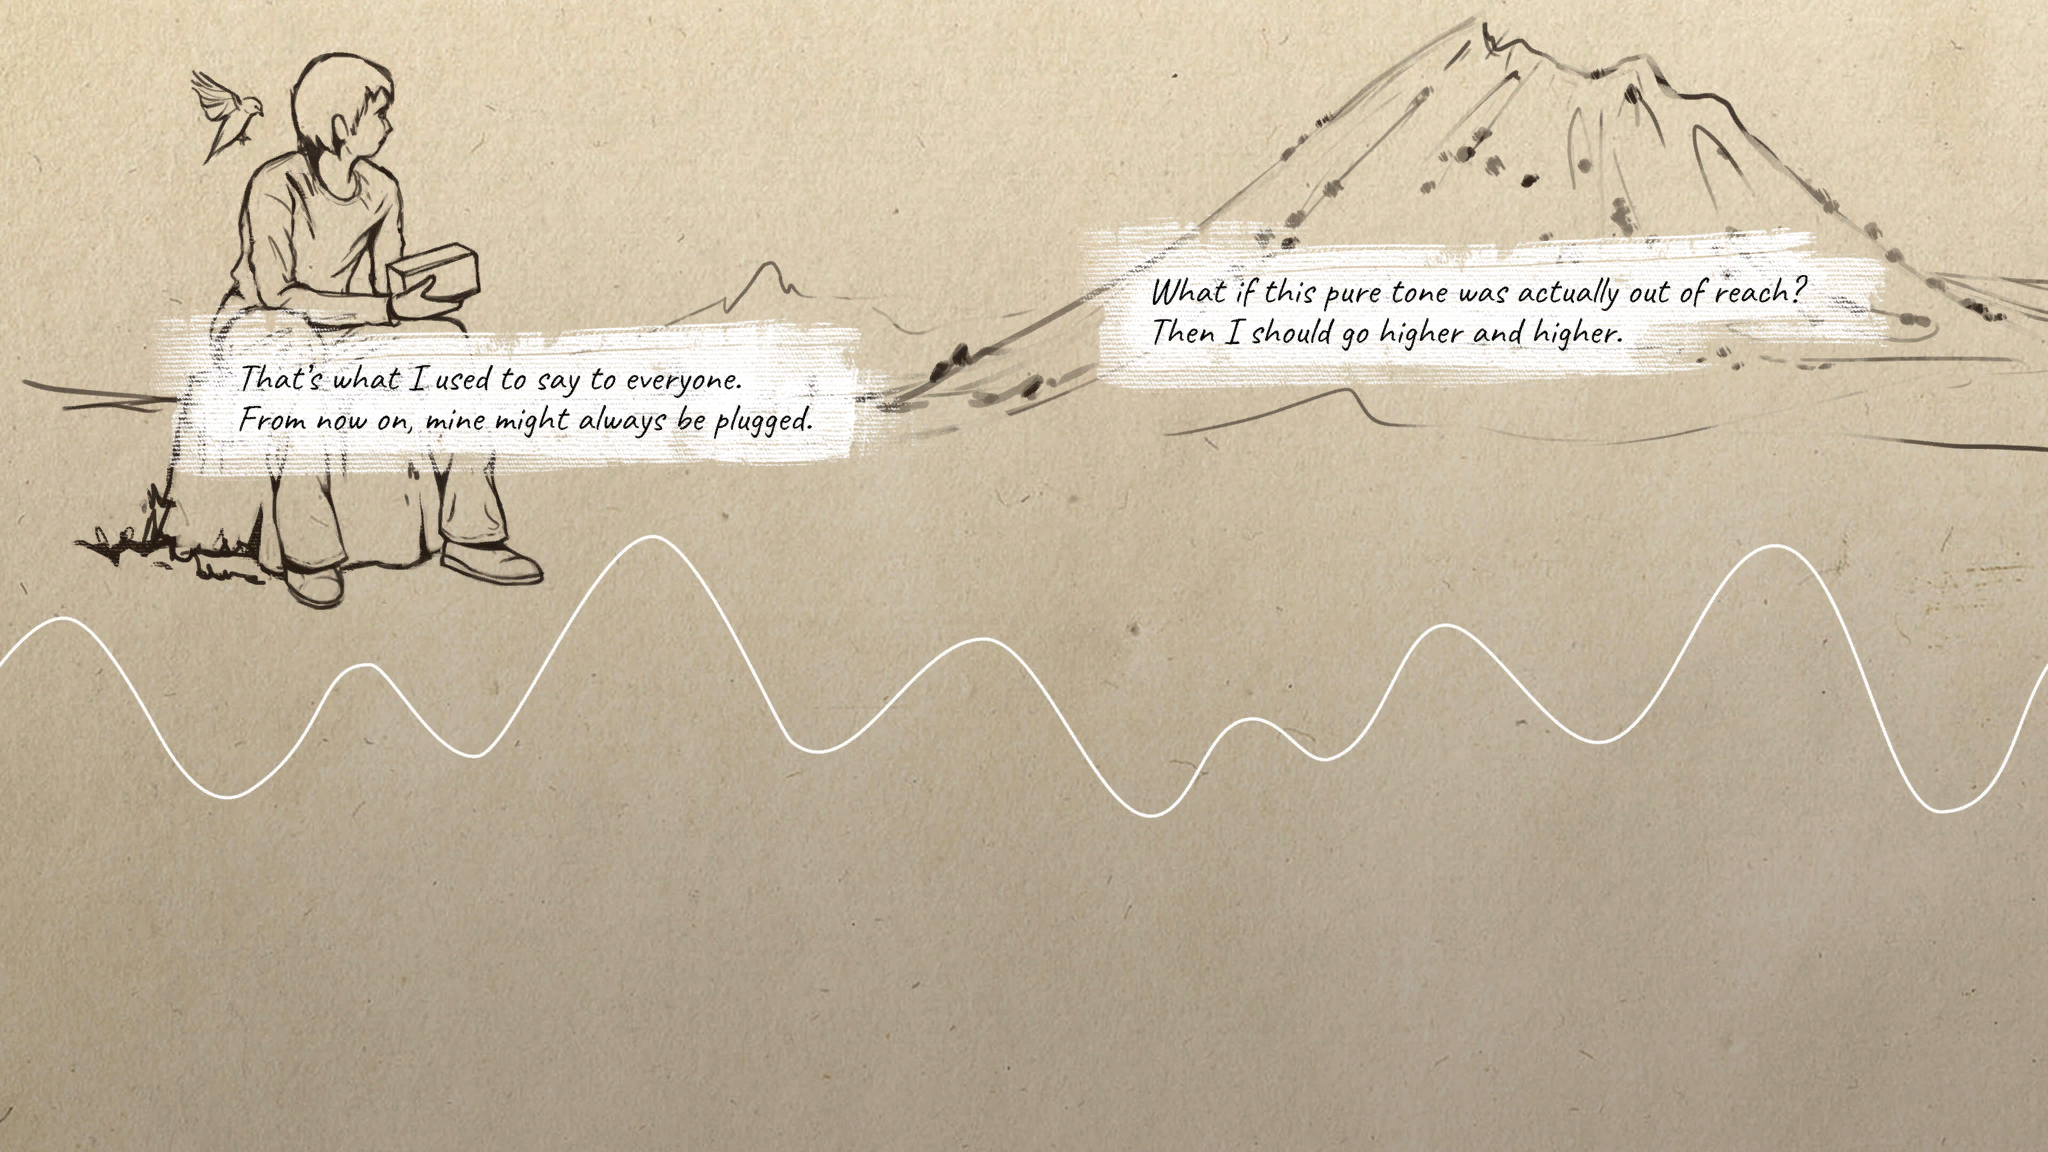 That's what I used to say to everyone.
From now on, mine might always be plugged.
What if this pure tone was actually out of reach?
Then I should go higher and higher.